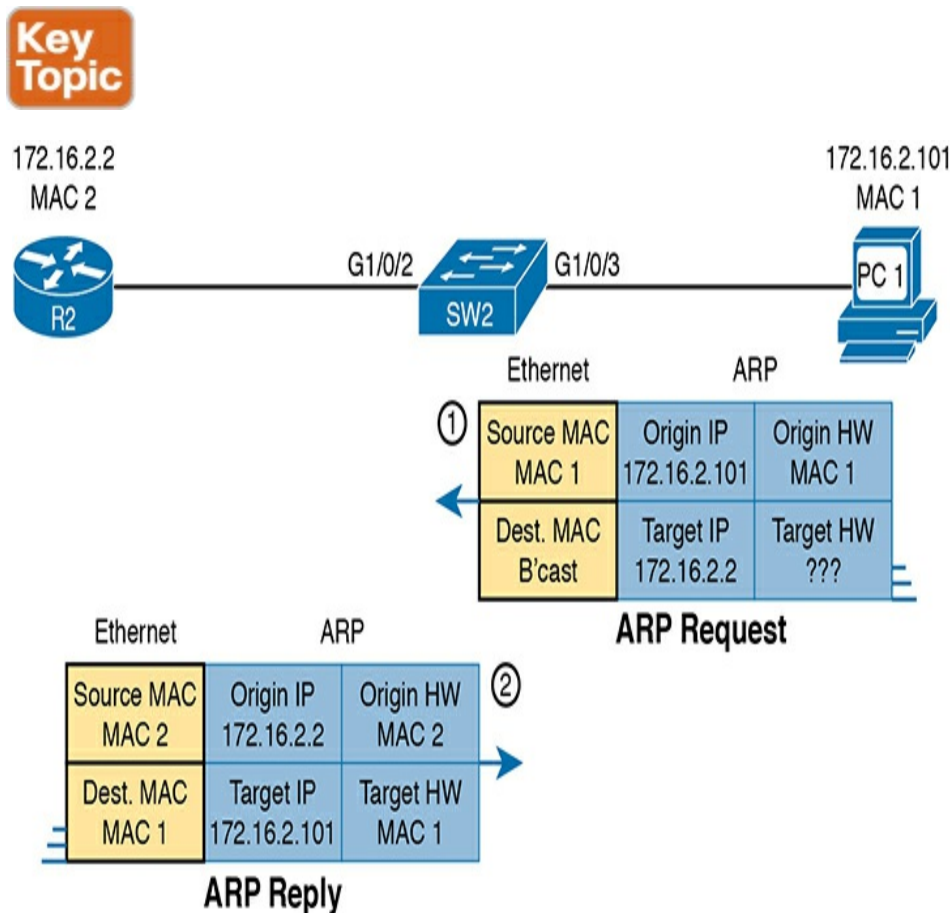 Key
Topic
172.16.2.2
MAC 2
172.16.2.101
MAC 1
G1/0/2
G1/0/3
R2
SW2
PC 1
Ethernet
ARP
1
Source MAC
MAC 1
Origin IP
172.16.2.101
Origin HW
MAC 1
Dest. MAC
B'cast
Target IP
172.16.2.2
Target HW
???
ARP Request
Ethernet
ARP
Source MAC
MAC 2
Origin IP
172.16.2.2
Origin HW
MAC 2
2
Dest. MAC
MAC 1
Target IP
172.16.2.101
Target HW
MAC 1
ARP Reply